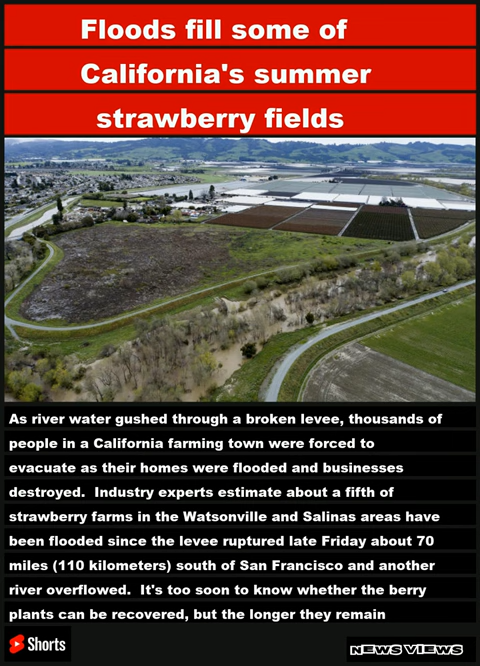 Floods fill some of
California's summer
strawberry fields
As river water gushed through a broken levee, thousands of
people in a California farming town were forced to
evacuate as their homes were flooded and businesses
destroyed.  Industry experts estimate about a fifth of
strawberry farms in the Watsonville and Salinas areas have
been flooded since the levee ruptured late Friday about 70
miles (110 kilometers) south of San Francisco and another
river overflowed.  It's too soon to know whether the berry
plants can be recovered, but the longer they remain
Shorts
NEWS VIEWS